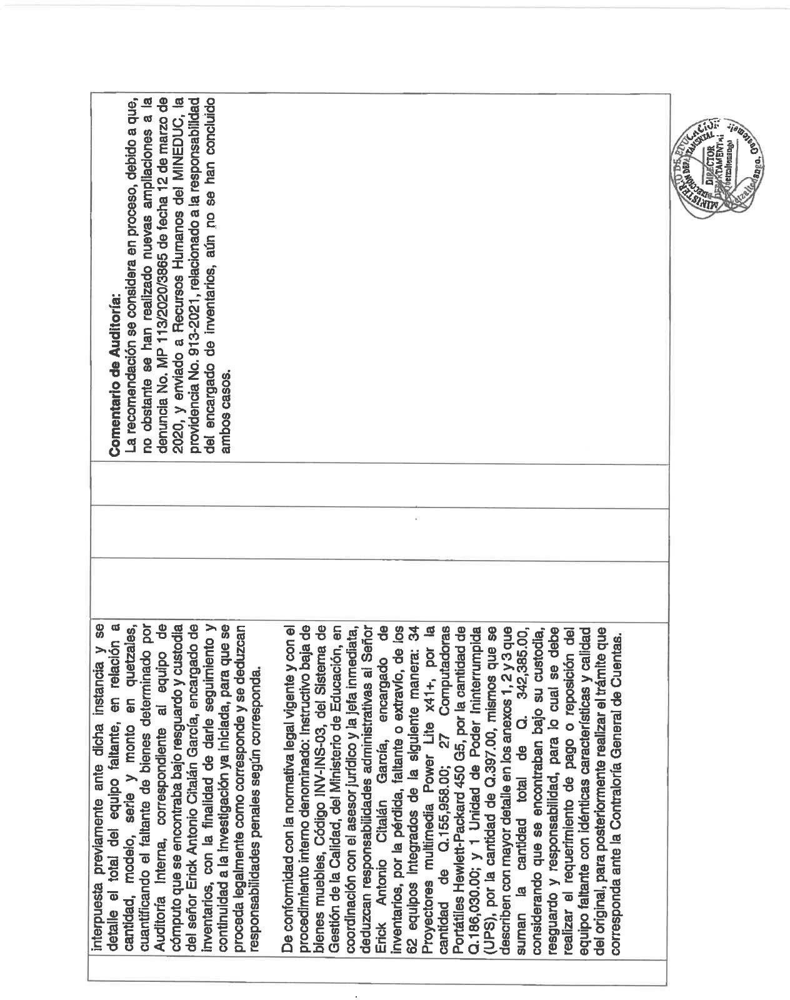 interpuesta previamente ante dicha instancia y se
detalle el total del equipo faltante, en relación a
cantidad, modelo, serie y monto en quetzales,
cuantificando el faltante de bienes determinado por
Auditoría Interna, correspondiente al equipo de
cómputo que se encontraba bajo resguardo y custodia
del señor Erick Antonio Citalán García, encargado de
inventarios, con la finalidad de darle seguimiento y
continuidad a la investigación ya iniciada, para que se
proceda legalmente como corresponde y se deduzcan
responsabilidades penales según corresponda.
De conformidad con la normativa legal vigente y con el
procedimiento interno denominado: Instructivo baja de
bienes muebles, Código INV-INS-03, del Sistema de
Gestión de la Calidad, del Ministerio de Educación, en
coordinación con el asesor jurídico y la jefa inmediata,
deduzcan responsabilidades administrativas al Señor
Erick Antonio Citalán García, encargado de
inventarios, por la pérdida, faltante o extravío, de los
62 equipos integrados de la siguiente manera: 34
Proyectores multimedia Power Lite x41+, por la
cantidad de Q.155,958.00; 27 Computadoras
Portátiles Hewlett-Packard 450 G5, por la cantidad de
Q.186,030.00; y 1 Unidad de Poder Ininterrumpida
(UPS), por la cantidad de Q.397.00, mismos que se
describen con mayor detalle en los anexos 1, 2 y 3 que
suman la cantidad total de Q. 342,385.00,
considerando que se encontraban bajo su custodia,
resguardo y responsabilidad, para lo cual se debe
realizar el requerimiento de pago o reposición del
equipo faltante con idénticas características y calidad
del original, para posteriormente realizar el trámite que
corresponda ante la Contraloría General de Cuentas.
Comentario de Auditoría:
La recomendación se considera en proceso, debido a que,
no obstante se han realizado nuevas ampliaciones a la
denuncia No. MP 113/2020/3865 de fecha 12 de marzo de
2020, y enviado a Recursos Humanos del MINEDUC, la
providencia No. 913-2021, relacionado a la responsabilidad
del encargado de inventarios, aún no se han concluido
ambos casos.
MINISTERIO DE EDUCACIÓN
DIRECCIÓN DEPARTAMENTAL
DIRECTOR
DEPARTAMENTAL
Quetzaltenango
Quetzaltenango,